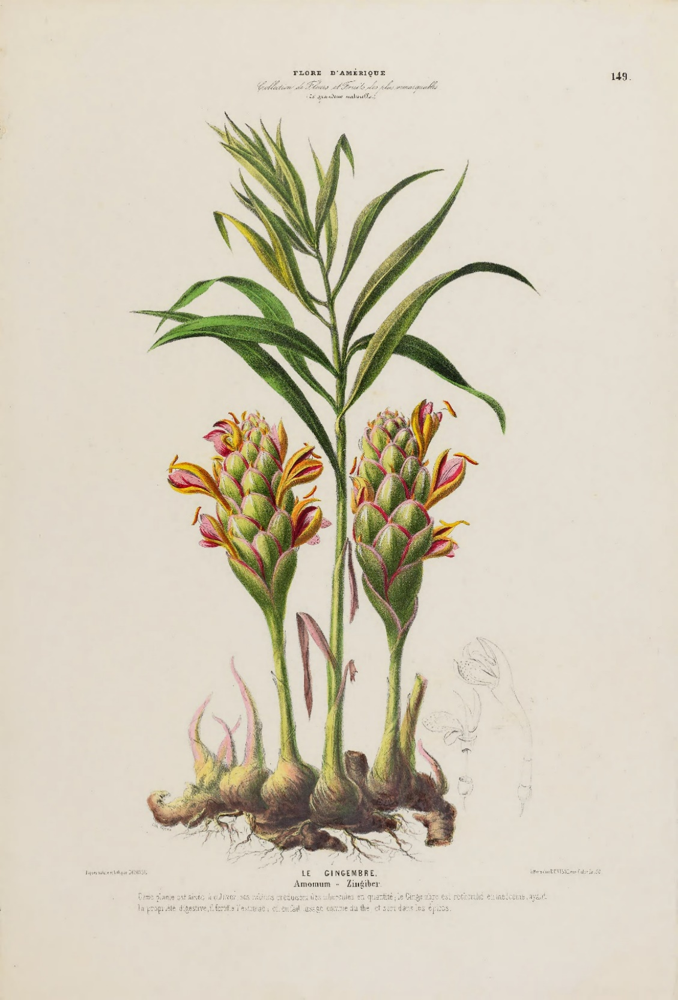 FLORE D'AMÉRIQUE
149.
Collection de Fleurs et Fruits des plus remarquables
(de grandeur naturelle.)
d'après nature et lith. par DENISSE
à Paris chez DENISSE, rue
LE GINGEMBRE.
Amomum - Zingiber.
Cette plante est aisée à cultiver, ses racines produisent des tubercules en quantité; le Gingembre est recherché en médecine, ayant
la propriété digestive, il fortifie l'estomac; on en fait usage comme du thé, et sert dans les épices.